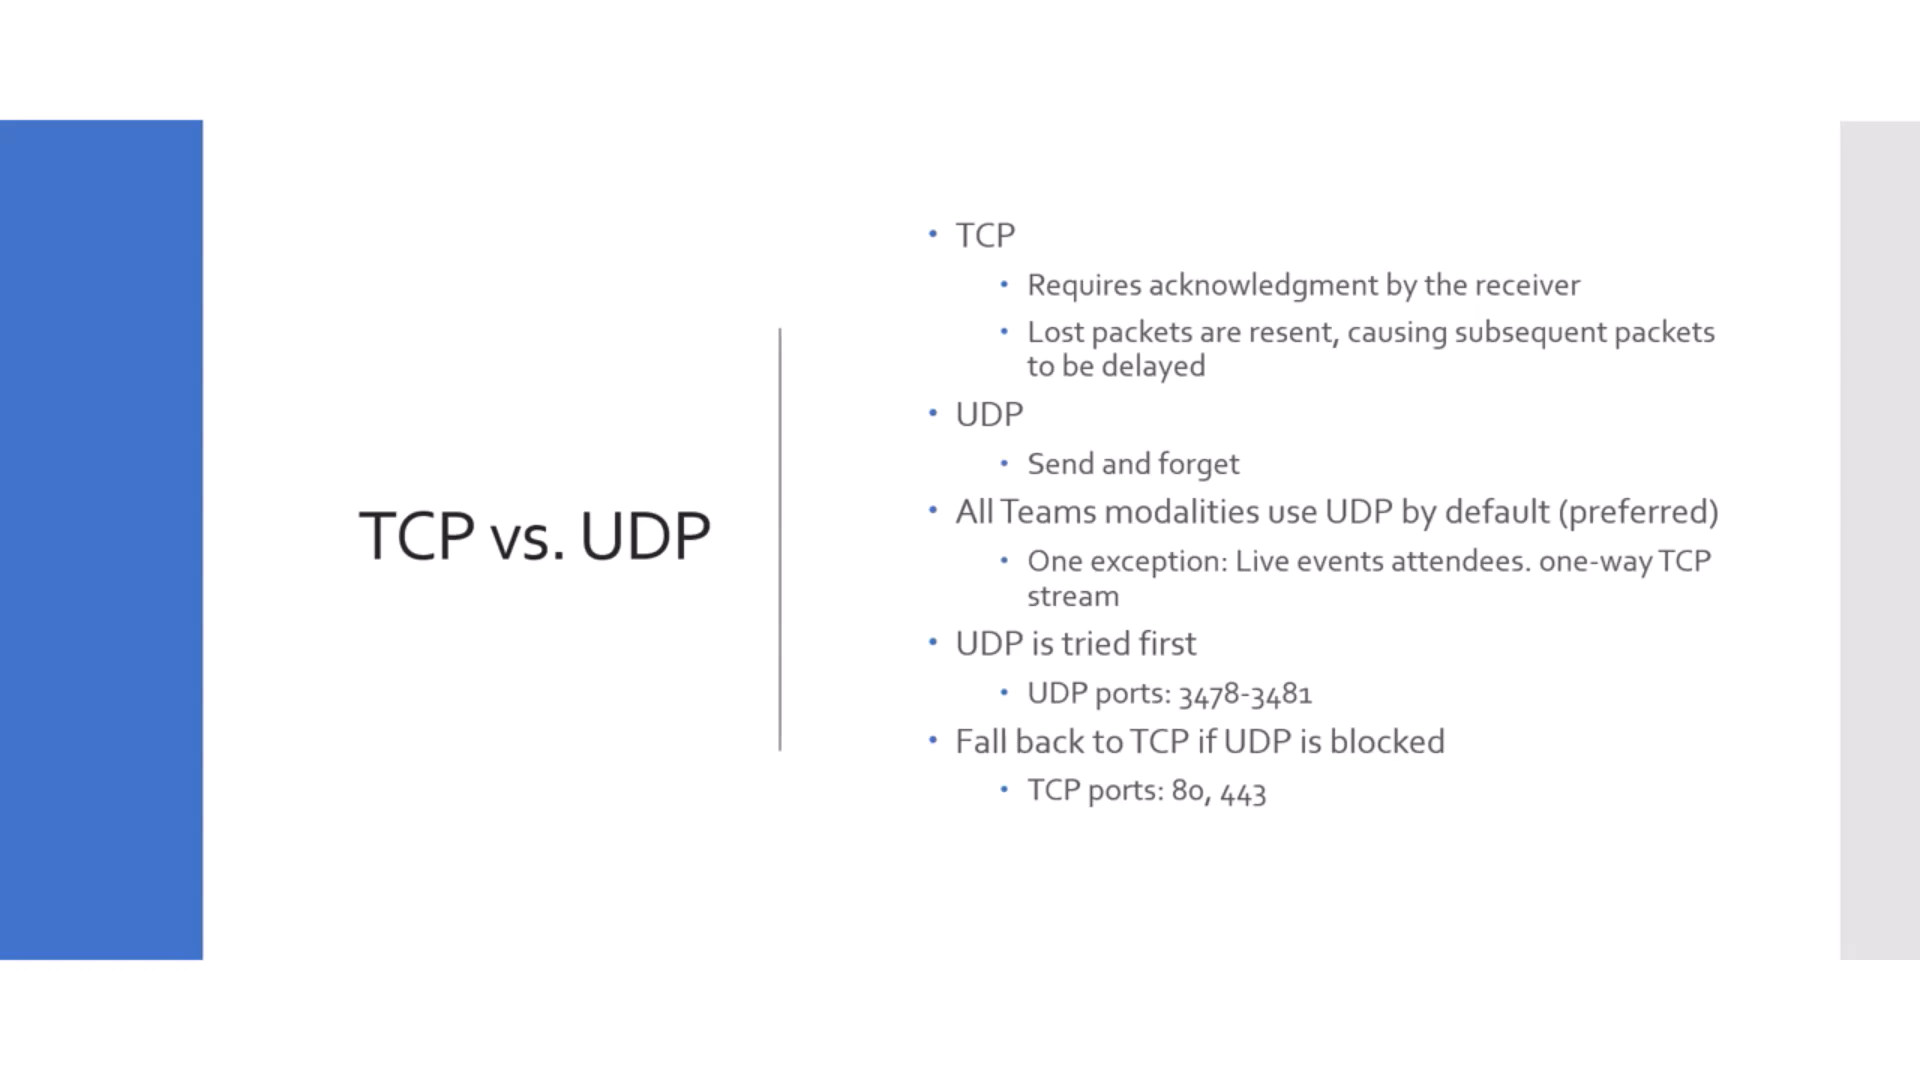 TCP vs. UDP
• TCP
• Requires acknowledgment by the receiver
• Lost packets are resent, causing subsequent packets
to be delayed
• UDP
• Send and forget
• All Teams modalities use UDP by default (preferred)
• One exception: Live events attendees. one-way TCP
stream
• UDP is tried first
• UDP ports: 3478-3481
• Fall back to TCP if UDP is blocked
• TCP ports: 80, 443